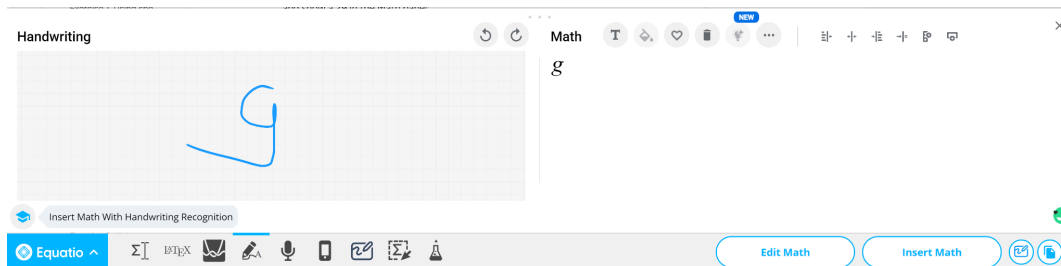 Handwriting
Math
T
NEW
g
g
Insert Math With Handwriting Recognition
Equatio
LATEX
Edit Math
Insert Math